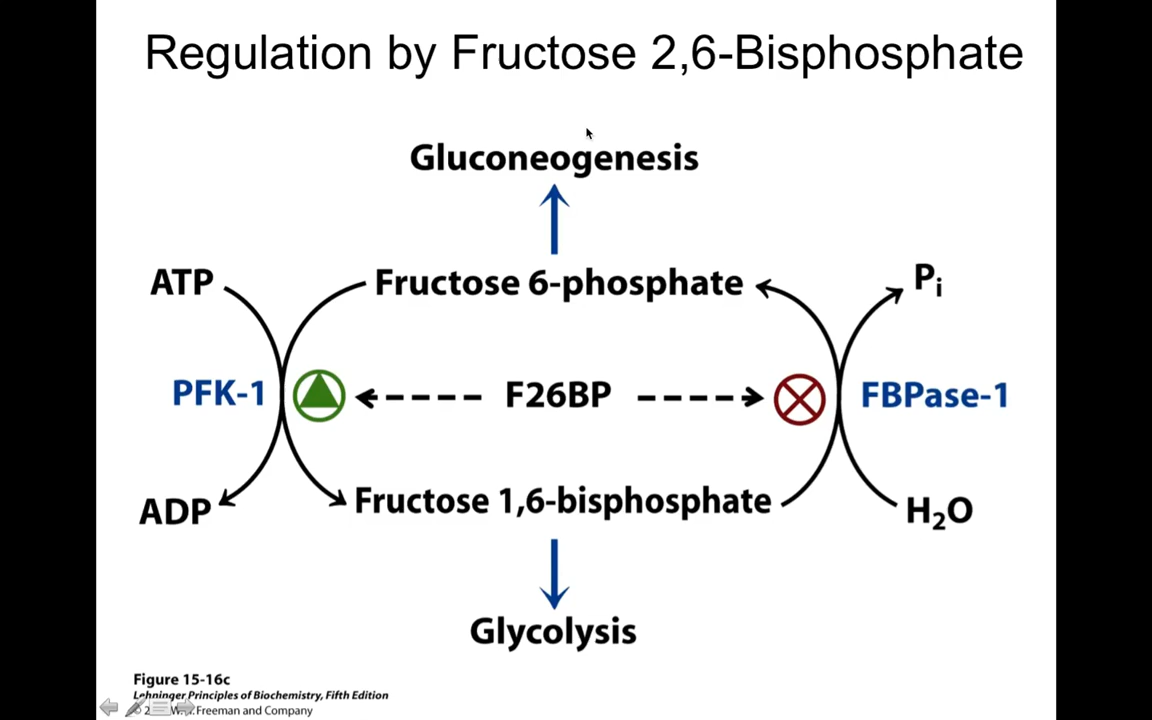 Regulation by Fructose 2,6-Bisphosphate
Gluconeogenesis
ATP
Fructose 6-phosphate
Pi
PFK-1
F26BP
FBPase-1
ADP
Fructose 1,6-bisphosphate
H2O
Glycolysis
Figure 15-16c
Lehninger Principles of Biochemistry, Fifth Edition
Freeman and Company